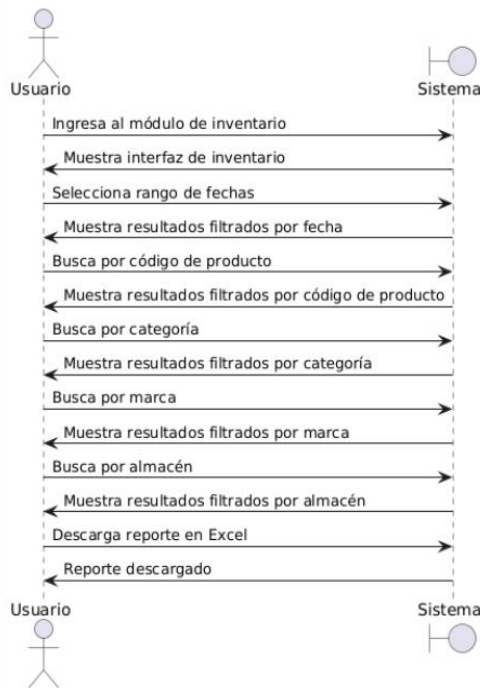 Usuario
Sistema
Ingresa al módulo de inventario
Muestra interfaz de inventario
Selecciona rango de fechas
Muestra resultados filtrados por fecha
Busca por código de producto
Muestra resultados filtrados por código de producto
Busca por categoría
Muestra resultados filtrados por categoría
Busca por marca
Muestra resultados filtrados por marca
Busca por almacén
Muestra resultados filtrados por almacén
Descarga reporte en Excel
Reporte descargado
Usuario
Sistema